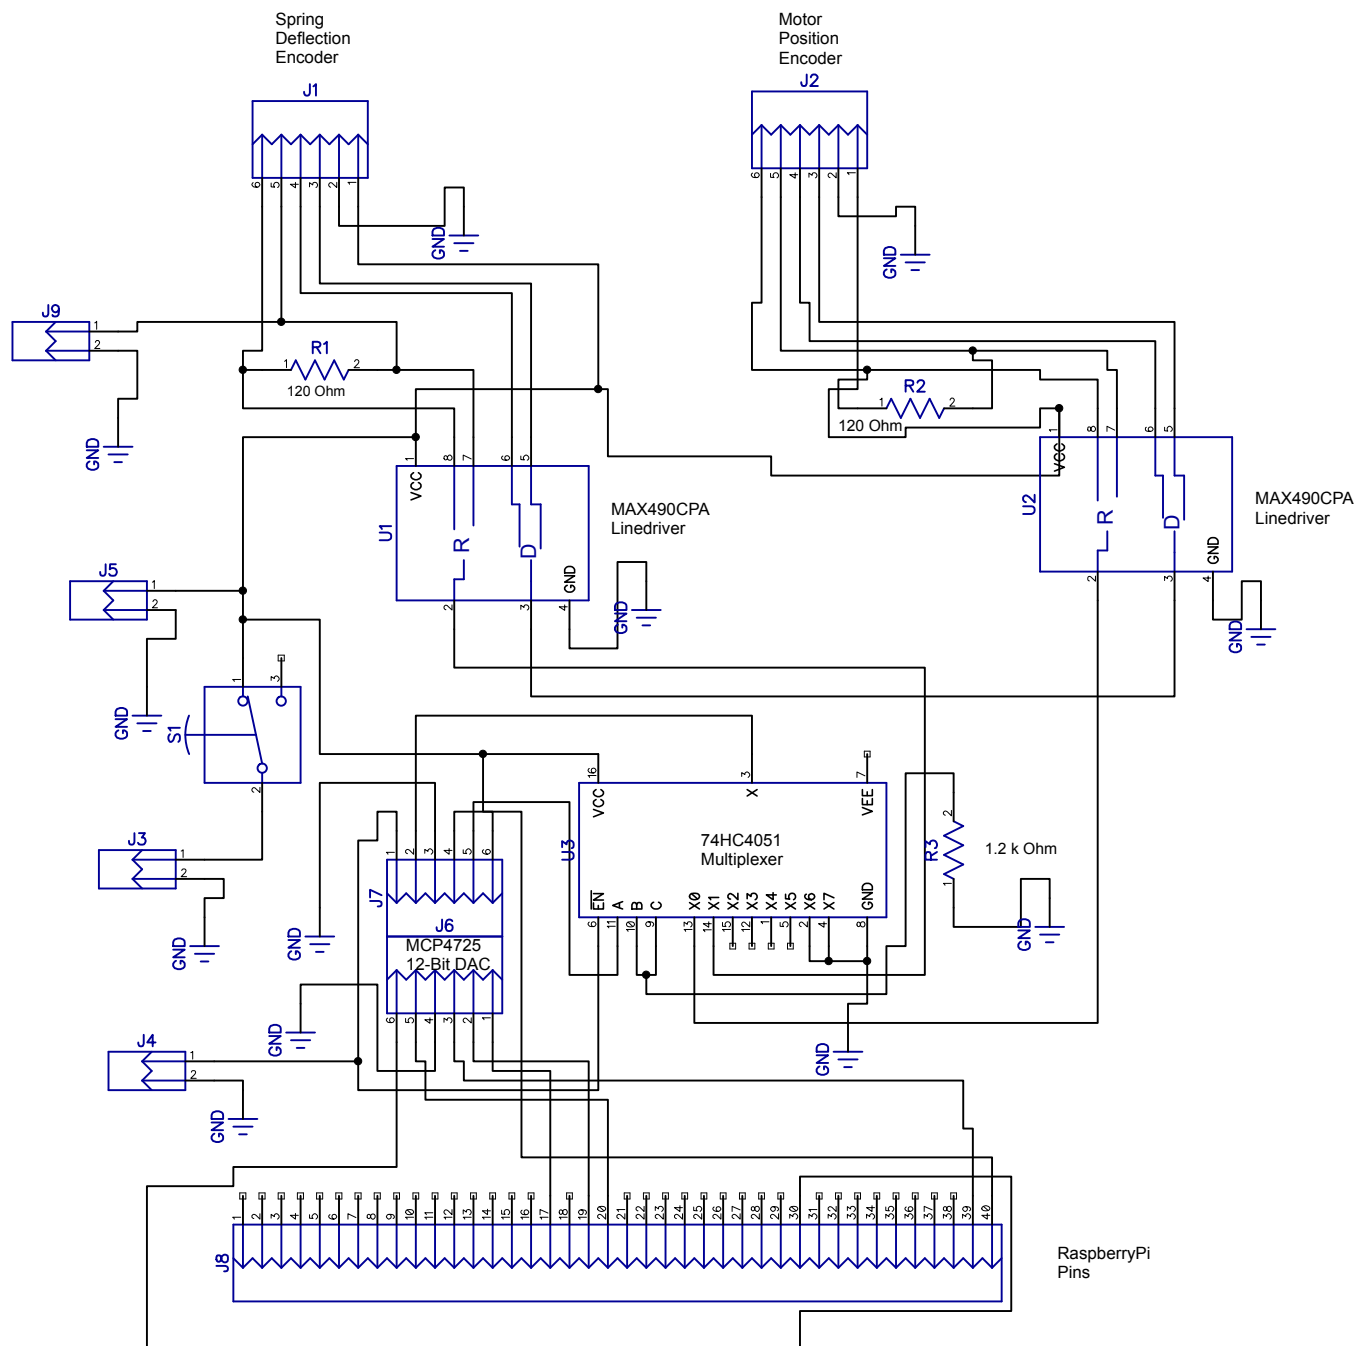 Spring
Deflection
Encoder
Motor
Position
Encoder
J1
J2
6 5 4 3 2 1
6 5 4 3 2 1
GND
GND
J9
1
2
GND
R1
1 2
120 Ohm
R2
1 2
120 Ohm
1 8 7 6 5
VCC
U1
R
D
GND
2 3 4
MAX490CPA
Linedriver
GND
1 8 7 6 5
VCC
U2
R
D
GND
2 3 4
MAX490CPA
Linedriver
GND
J5
1
2
GND
1 3
S1
2
J3
1
2
GND
16 3 7
VCC X VEE
U3
74HC4051
Multiplexer
EN A B C X0 X1 X2 X3 X4 X5 X6 X7 GND
6 11 10 9 13 14 15 12 1 5 2 4 8
GND
2
R3
1
1.2 k Ohm
GND
1 2 3 4 5 6
J7
GND
J6
MCP4725
12-Bit DAC
6 5 4 3 2 1
GND
J4
1
2
GND
1 2 3 4 5 6 7 8 9 10 11 12 13 14 15 16 17 18 19 20 21 22 23 24 25 26 27 28 29 30 31 32 33 34 35 36 37 38 39 40
J8
RaspberryPi
Pins